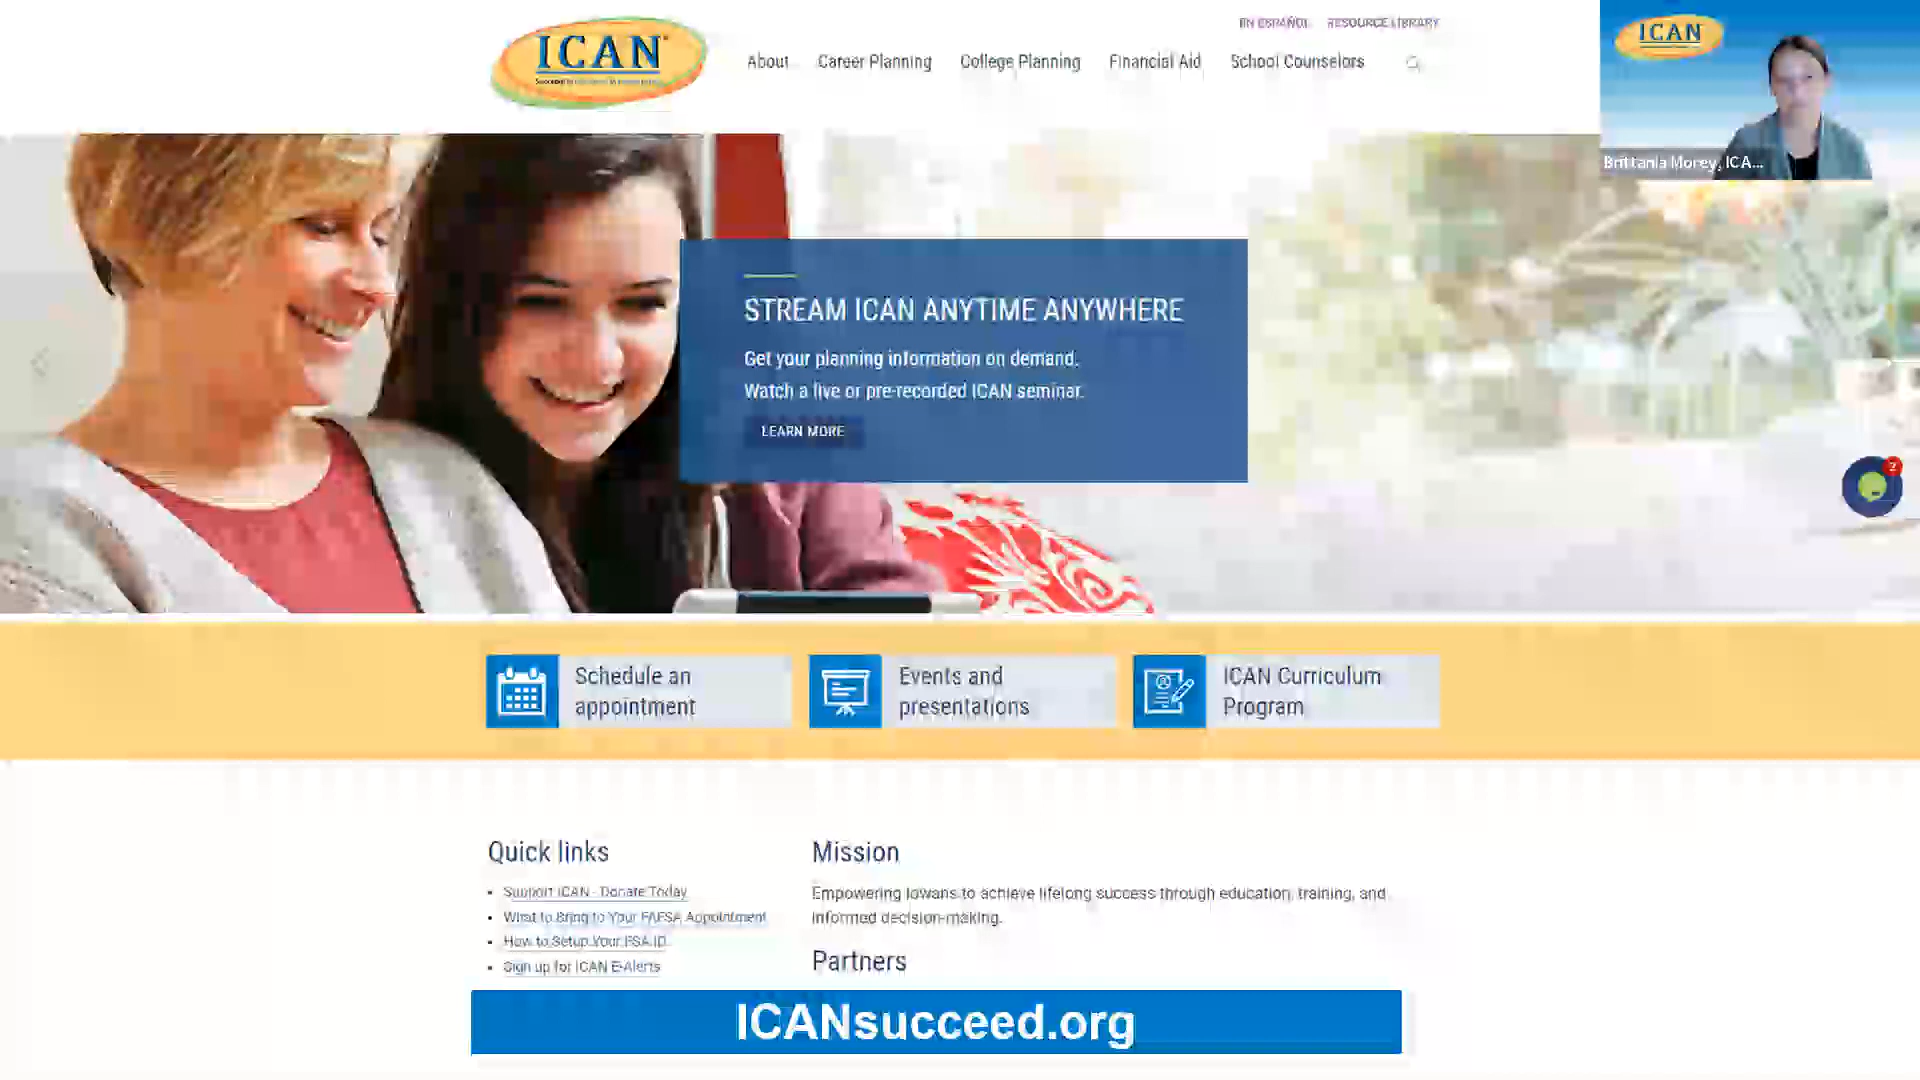 EN ESPAÑOL RESOURCE LIBRARY
ICAN
About Career Planning College Planning Financial Aid School Counselors
ICAN
Brittania Morey, ICA...
STREAM ICAN ANYTIME ANYWHERE
Get your planning information on demand.
Watch a live or pre-recorded ICAN seminar.
LEARN MORE
2
Schedule an
appointment
Events and
presentations
ICAN Curriculum
Program
Quick links
Support ICAN - Donate Today
What to Bring to Your FAFSA Appointment
How to Setup Your FSA ID
Sign up for ICAN E-Alerts
Mission
Empowering Iowans to achieve lifelong success through education, training, and
informed decision-making.
Partners
ICANsucceed.org